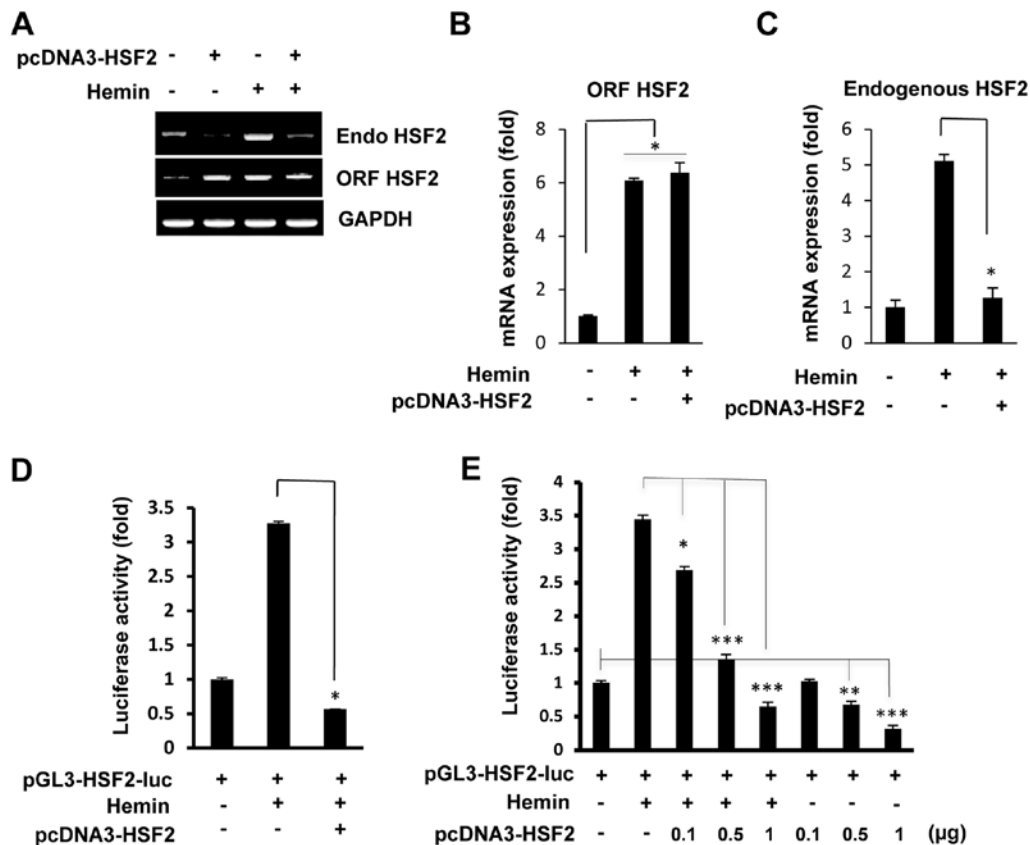 A
pcDNA3-HSF2 - + - +
Hemin - - + +
Endo HSF2
ORF HSF2
GAPDH
B
ORF HSF2
mRNA expression (fold)
8
6
4
2
0
*
Hemin - + +
pcDNA3-HSF2 - - +
C
Endogenous HSF2
mRNA expression (fold)
6
5
4
3
2
1
0
*
Hemin - + +
pcDNA3-HSF2 - - +
D
Luciferase activity (fold)
3.5
3
2.5
2
1.5
1
0.5
0
*
pGL3-HSF2-luc + + +
Hemin - + +
pcDNA3-HSF2 - - +
E
Luciferase activity (fold)
4
3.5
3
2.5
2
1.5
1
0.5
0
* *** *** ** ***
pGL3-HSF2-luc + + + + + + + +
Hemin - + + + + - - -
pcDNA3-HSF2 - - 0.1 0.5 1 0.1 0.5 1 (µg)